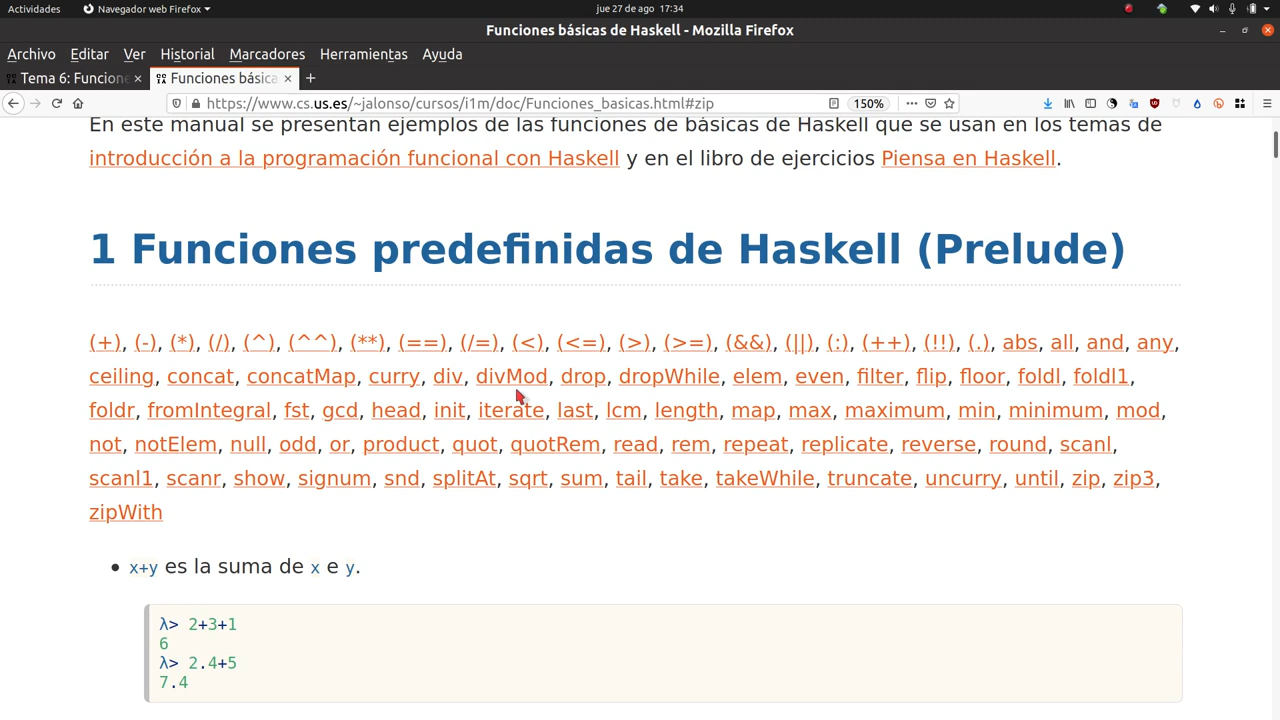 Actividades Navegador web Firefox jue 27 de ago 17:34
Funciones básicas de Haskell - Mozilla Firefox
Archivo Editar Ver Historial Marcadores Herramientas Ayuda
Tema 6: Funcione × Funciones básica × +
https://www.cs.us.es/~jalonso/cursos/i1m/doc/Funciones_basicas.html#zip 150%
En este manual se presentan ejemplos de las funciones de básicas de Haskell que se usan en los temas de
introducción a la programación funcional con Haskell y en el libro de ejercicios Piensa en Haskell.
1 Funciones predefinidas de Haskell (Prelude)
(+), (-), (*), (/), (^), (^^), (**), (==), (/=), (<), (<=), (>), (>=), (&&), (||), (:), (++), (!!), (.), abs, all, and, any,
ceiling, concat, concatMap, curry, div, divMod, drop, dropWhile, elem, even, filter, flip, floor, foldl, foldl1,
foldr, fromIntegral, fst, gcd, head, init, iterate, last, lcm, length, map, max, maximum, min, minimum, mod,
not, notElem, null, odd, or, product, quot, quotRem, read, rem, repeat, replicate, reverse, round, scanl,
scanl1, scanr, show, signum, snd, splitAt, sqrt, sum, tail, take, takeWhile, truncate, uncurry, until, zip, zip3,
zipWith
• x+y es la suma de x e y.
λ> 2+3+1
6
λ> 2.4+5
7.4